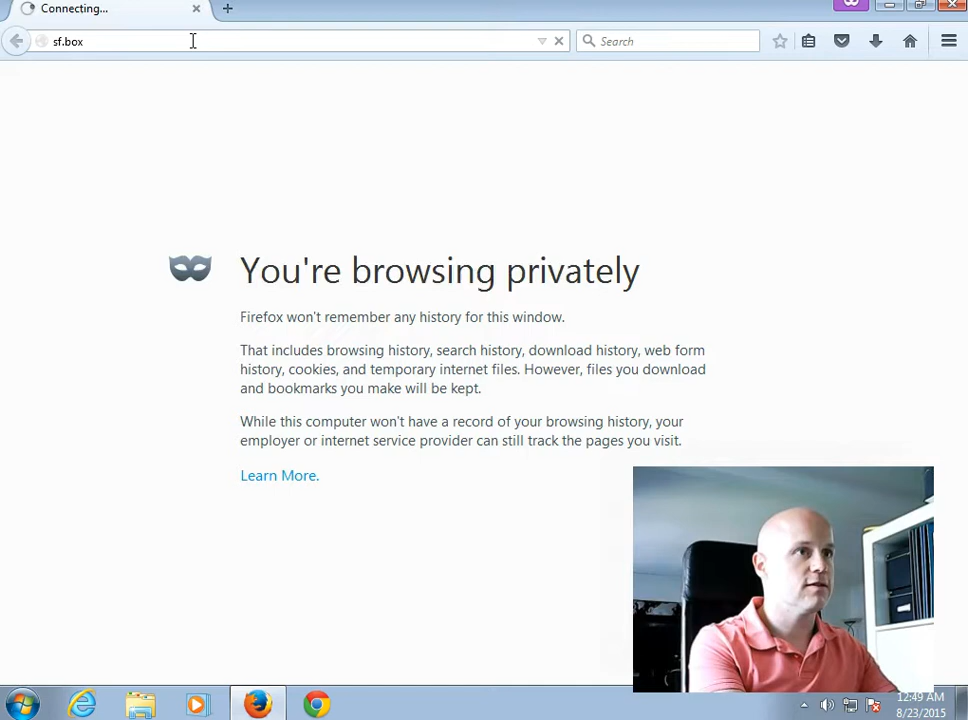 Connecting...
sf.box
Search
You're browsing privately
Firefox won't remember any history for this window.
That includes browsing history, search history, download history, web form
history, cookies, and temporary internet files. However, files you download
and bookmarks you make will be kept.
While this computer won't have a record of your browsing history, your
employer or internet service provider can still track the pages you visit.
Learn More.
12:49 AM
8/23/2015